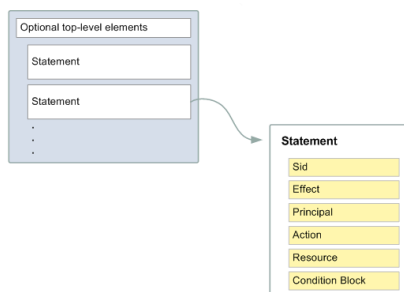 Optional top-level elements
Statement
Statement
.
.
.
Statement
Sid
Effect
Principal
Action
Resource
Condition Block